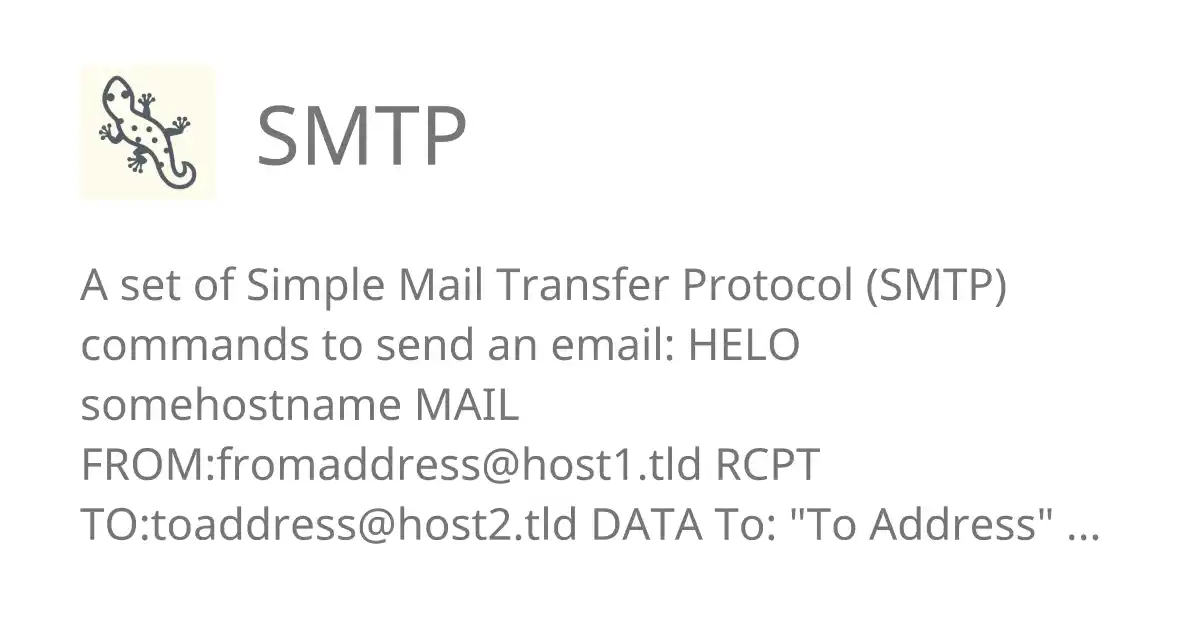 SMTP
A set of Simple Mail Transfer Protocol (SMTP)
commands to send an email: HELO
somehostname MAIL
FROM:fromaddress@host1.tld RCPT
TO:toaddress@host2.tld DATA To: "To Address" ...